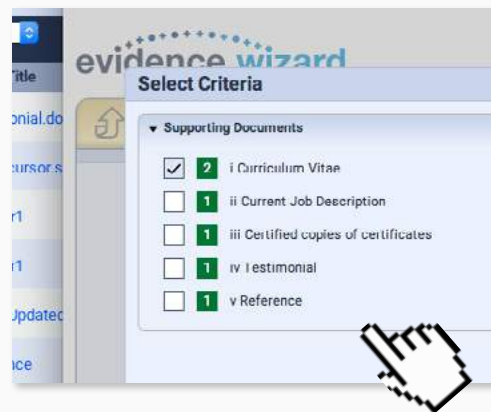 Title
evidence wizard
Select Criteria
onial.do
▾ Supporting Documents
ursor.s
2 i Curriculum Vitae
1 ii Current Job Description
r1
1 iii Certified copies of certificates
r1
1 iv Testimonial
1 v Reference
Updated
nce